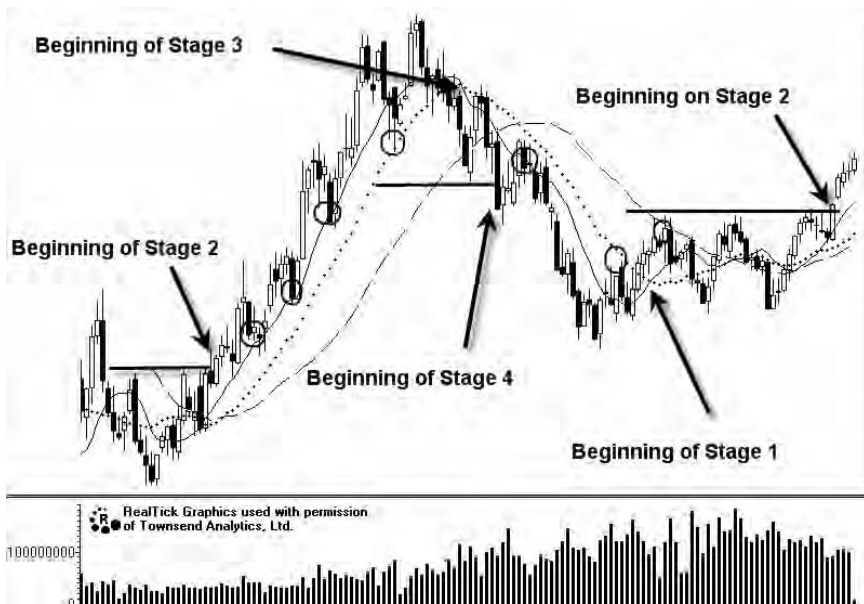 Beginning of Stage 3
Beginning on Stage 2
Beginning of Stage 2
Beginning of Stage 4
Beginning of Stage 1
R
RealTick Graphics used with permission
of Townsend Analytics, Ltd.
100000000
0